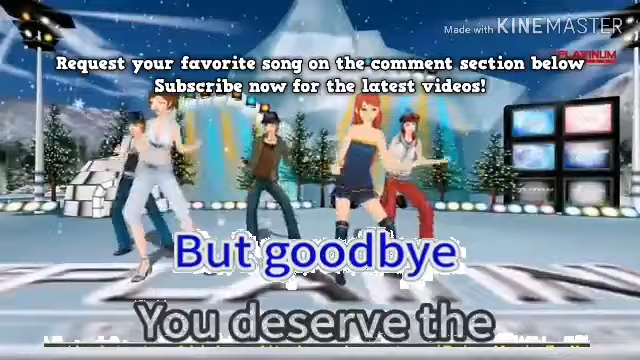 Made with KINEMASTER
PLATINUM
Request your favorite song on the comment section below
Subscribe now for the latest videos!
But goodbye
You deserve the